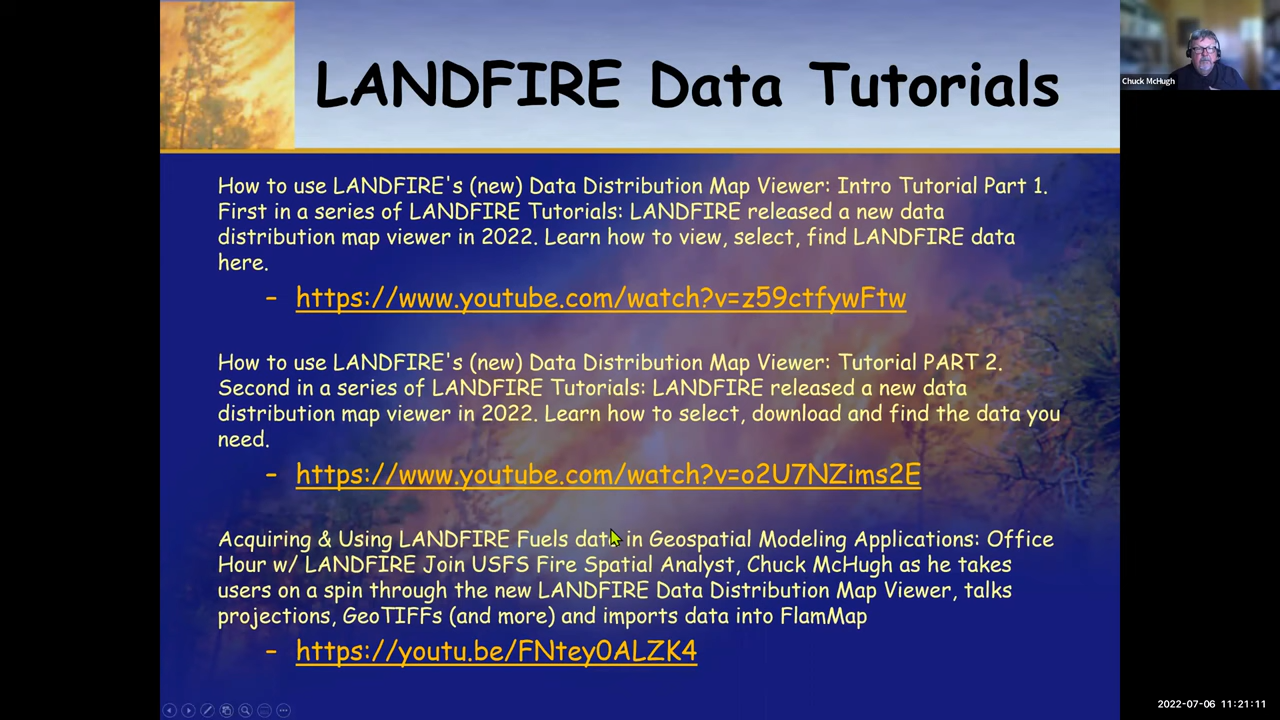 LANDFIRE Data Tutorials
Chuck McHugh
How to use LANDFIRE's (new) Data Distribution Map Viewer: Intro Tutorial Part 1.
First in a series of LANDFIRE Tutorials: LANDFIRE released a new data
distribution map viewer in 2022. Learn how to view, select, find LANDFIRE data
here.
– https://www.youtube.com/watch?v=z59ctfywFtw
How to use LANDFIRE's (new) Data Distribution Map Viewer: Tutorial PART 2.
Second in a series of LANDFIRE Tutorials: LANDFIRE released a new data
distribution map viewer in 2022. Learn how to select, download and find the data you
need.
– https://www.youtube.com/watch?v=o2U7NZims2E
Acquiring & Using LANDFIRE Fuels data in Geospatial Modeling Applications: Office
Hour w/ LANDFIRE Join USFS Fire Spatial Analyst, Chuck McHugh as he takes
users on a spin through the new LANDFIRE Data Distribution Map Viewer, talks
projections, GeoTIFFs (and more) and imports data into FlamMap
– https://youtu.be/FNtey0ALZK4
2022-07-06 11:21:11